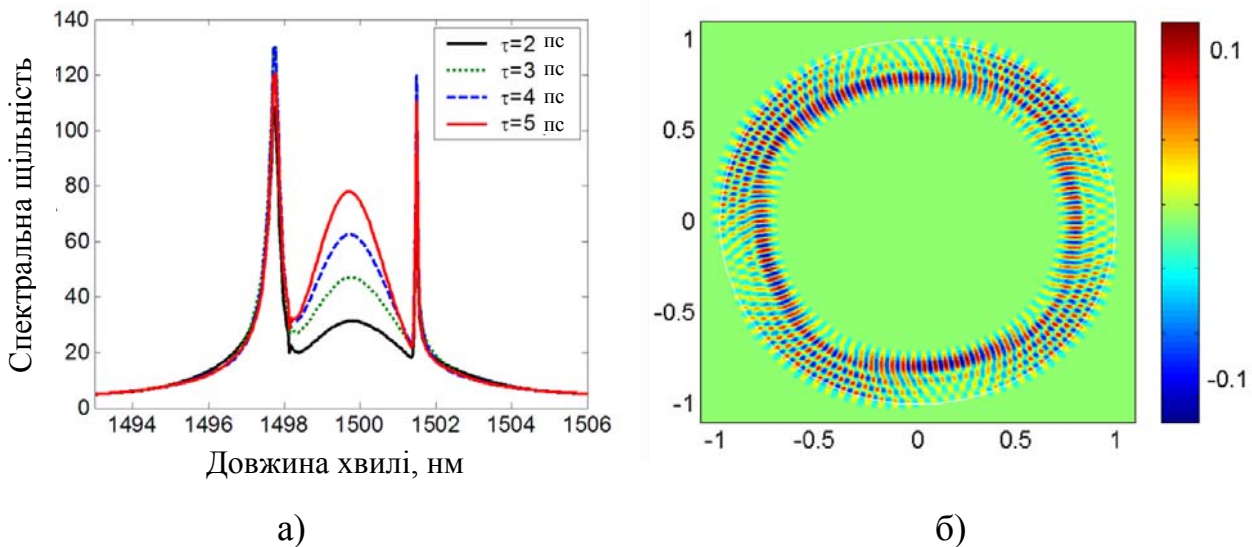 Спектральна щільність
140
120
100
80
60
40
20
0
τ=2 пс
τ=3 пс
τ=4 пс
τ=5 пс
1494 1496 1498 1500 1502 1504 1506
Довжина хвилі, нм
а)
1
0.5
0
-0.5
-1
-1 -0.5 0 0.5 1
0.1
-0.1
б)